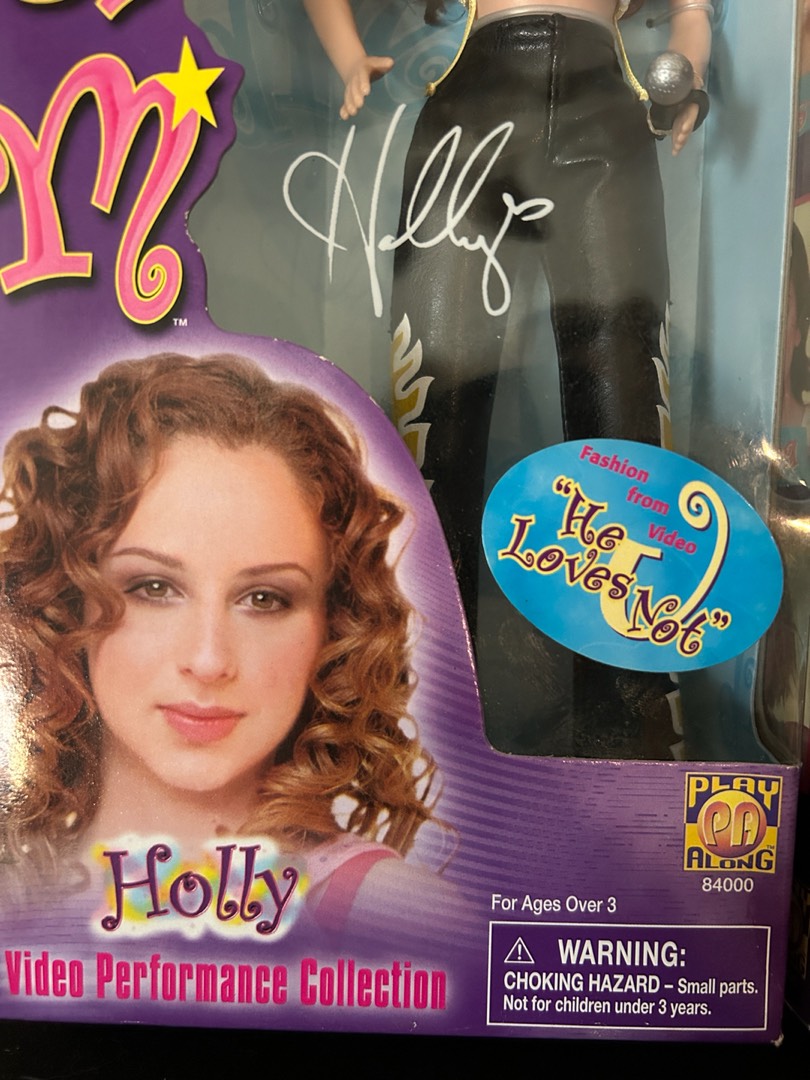 m
TM
Holly
Fashion
from
Video
"He
Loves Not"
PLAY
PA
ALONG
TM
84000
Holly
Video Performance Collection
For Ages Over 3
WARNING:
CHOKING HAZARD – Small parts.
Not for children under 3 years.